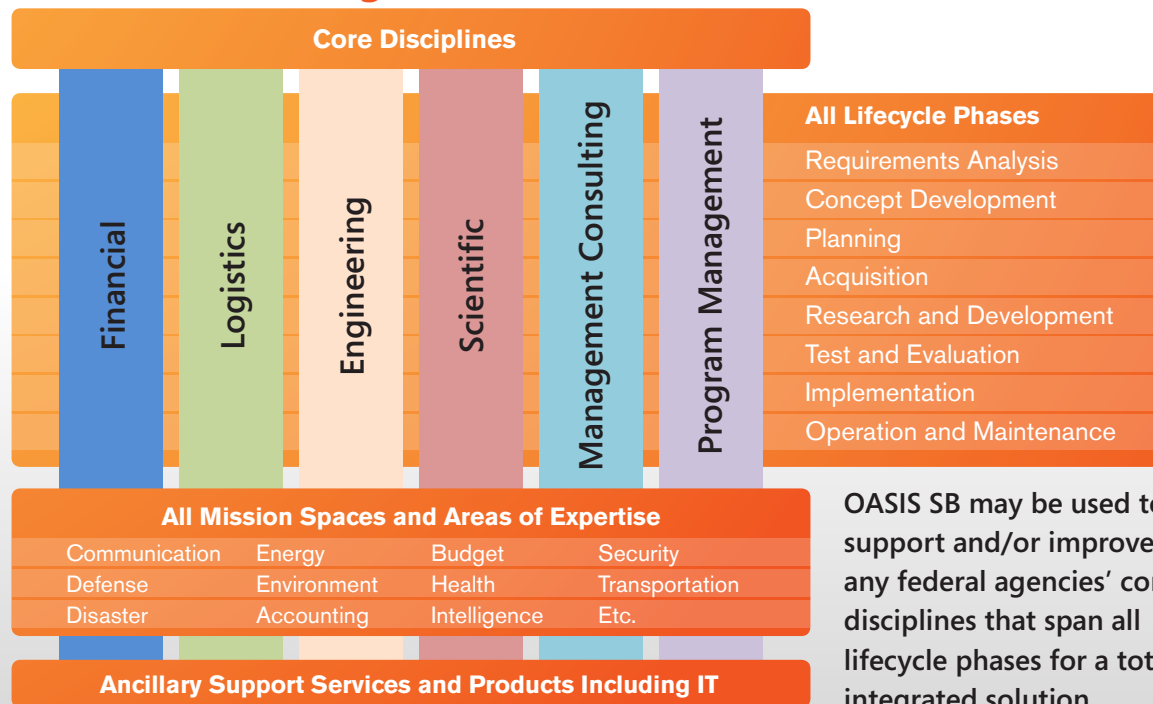 Core Disciplines
Financial
Logistics
Engineering
Scientific
Management Consulting
Program Management
All Lifecycle Phases
Requirements Analysis
Concept Development
Planning
Acquisition
Research and Development
Test and Evaluation
Implementation
Operation and Maintenance
All Mission Spaces and Areas of Expertise
Communication Energy Budget Security
Defense Environment Health Transportation
Disaster Accounting Intelligence Etc.
Ancillary Support Services and Products Including IT
OASIS SB may be used
support and/or improve
any federal agencies’
disciplines that span all
lifecycle phases for a
integrated solution